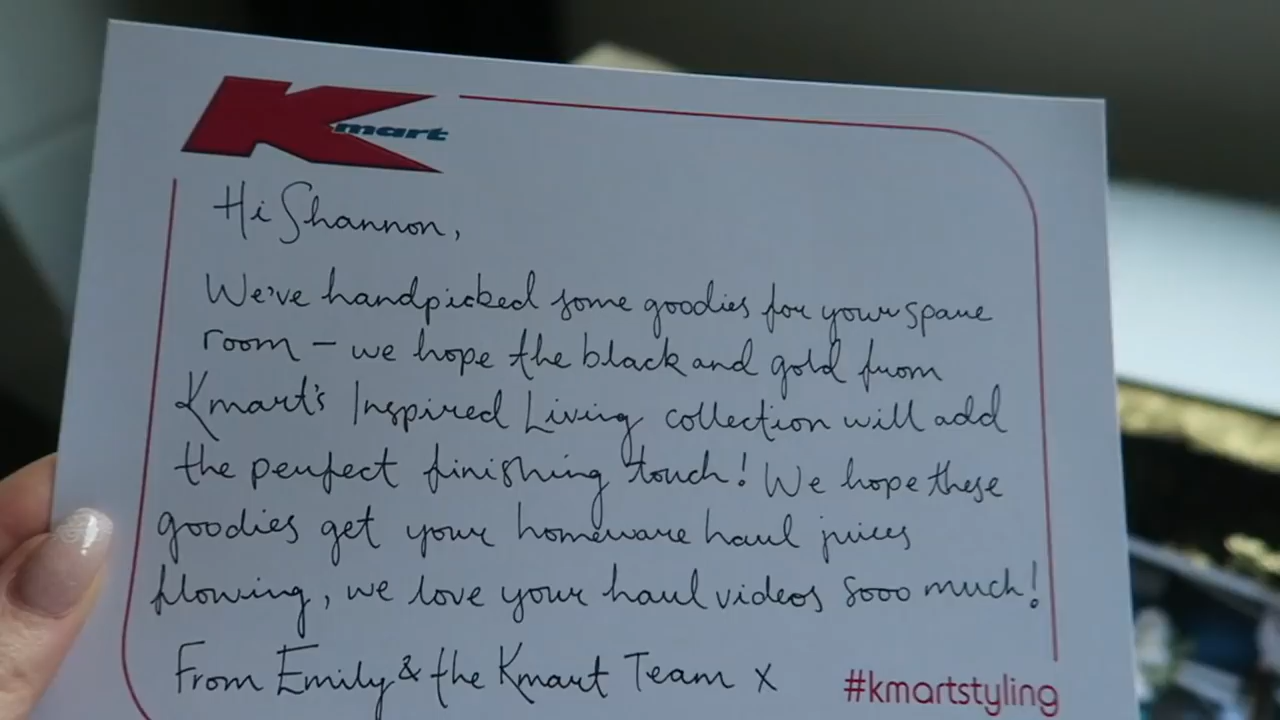 Kmart
Hi Shannon,
We've handpicked some goodies for your spare
room – we hope the black and gold from
Kmart's Inspired Living collection will add
the perfect finishing touch! We hope these
goodies get your homeware haul juices
flowing, we love your haul videos sooo much!
From Emily & the Kmart Team x
#kmartstyling